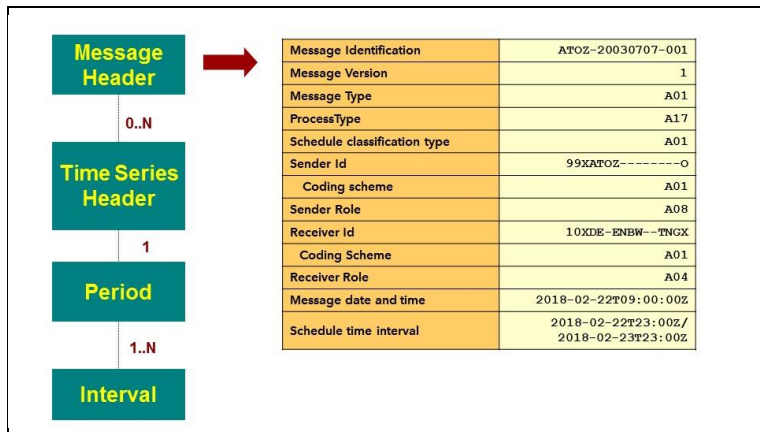 Message
Header
0..N
Time Series
Header
1
Period
1..N
Interval
Message Identification ATOZ-20030707-001
Message Version 1
Message Type A01
ProcessType A17
Schedule classification type A01
Sender Id 99XATOZ--------O
Coding scheme A01
Sender Role A08
Receiver Id 10XDE-ENBW--TNGX
Coding Scheme A01
Receiver Role A04
Message date and time 2018-02-22T09:00:00Z
Schedule time interval 2018-02-22T23:00Z/
2018-02-23T23:00Z